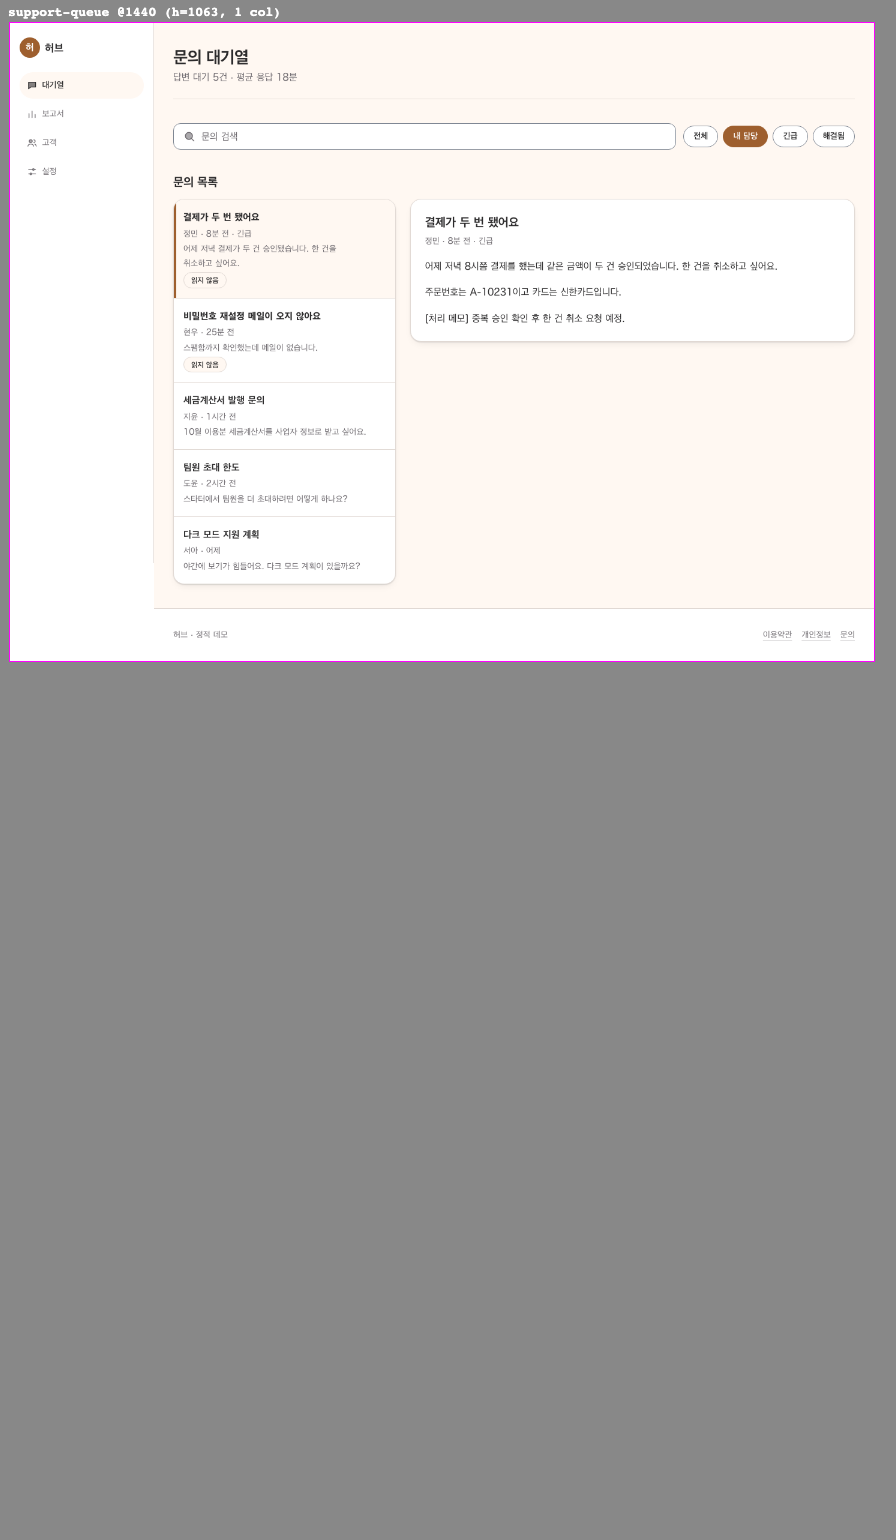 support-queue @1440 (h=1063, 1 col)
허 허브
대기열
보고서
고객
설정
문의 대기열
답변 대기 5건 · 평균 응답 18분
문의 검색
전체
내 담당
긴급
해결됨
문의 목록
결제가 두 번 됐어요
정민 · 8분 전 · 긴급
어제 저녁 결제가 두 건 승인됐습니다. 한 건을
취소하고 싶어요.
읽지 않음
비밀번호 재설정 메일이 오지 않아요
현우 · 25분 전
스팸함까지 확인했는데 메일이 없습니다.
읽지 않음
세금계산서 발행 문의
지윤 · 1시간 전
10월 이용분 세금계산서를 사업자 정보로 받고 싶어요.
팀원 초대 한도
도윤 · 2시간 전
스타터에서 팀원을 더 초대하려면 어떻게 하나요?
다크 모드 지원 계획
서아 · 어제
야간에 보기가 힘들어요. 다크 모드 계획이 있을까요?
결제가 두 번 됐어요
정민 · 8분 전 · 긴급
어제 저녁 8시쯤 결제를 했는데 같은 금액이 두 건 승인되었습니다. 한 건을 취소하고 싶어요.
주문번호는 A-10231이고 카드는 신한카드입니다.
[처리 메모] 중복 승인 확인 후 한 건 취소 요청 예정.
허브 · 정적 데모
이용약관
개인정보
문의